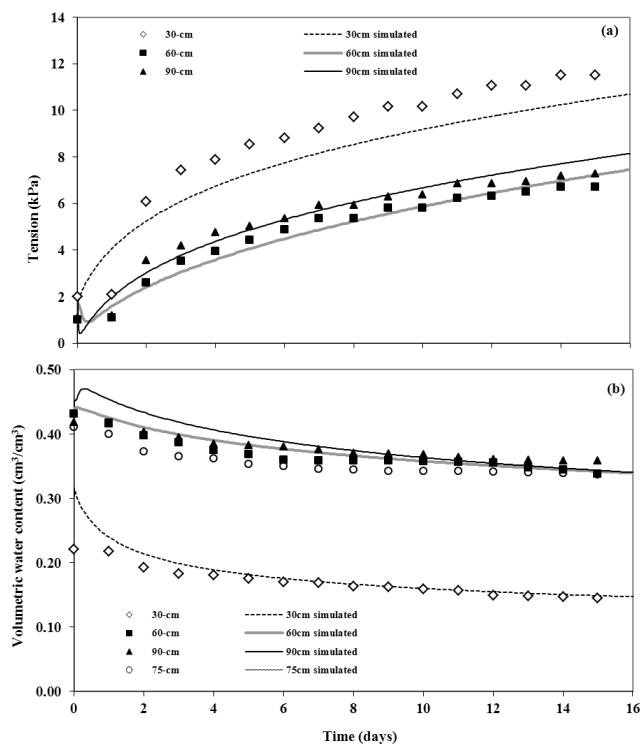 14
(a)
30-cm 30cm simulated
12
60-cm 60cm simulated
90-cm 90cm simulated
10
8
6
4
2
0
Tension (kPa)
0.50
(b)
0.40
0.30
0.20
0.10
0.00
Volumetric water content (cm³/cm³)
30-cm 30cm simulated
60-cm 60cm simulated
90-cm 90cm simulated
75-cm 75cm simulated
0 2 4 6 8 10 12 14 16
Time (days)